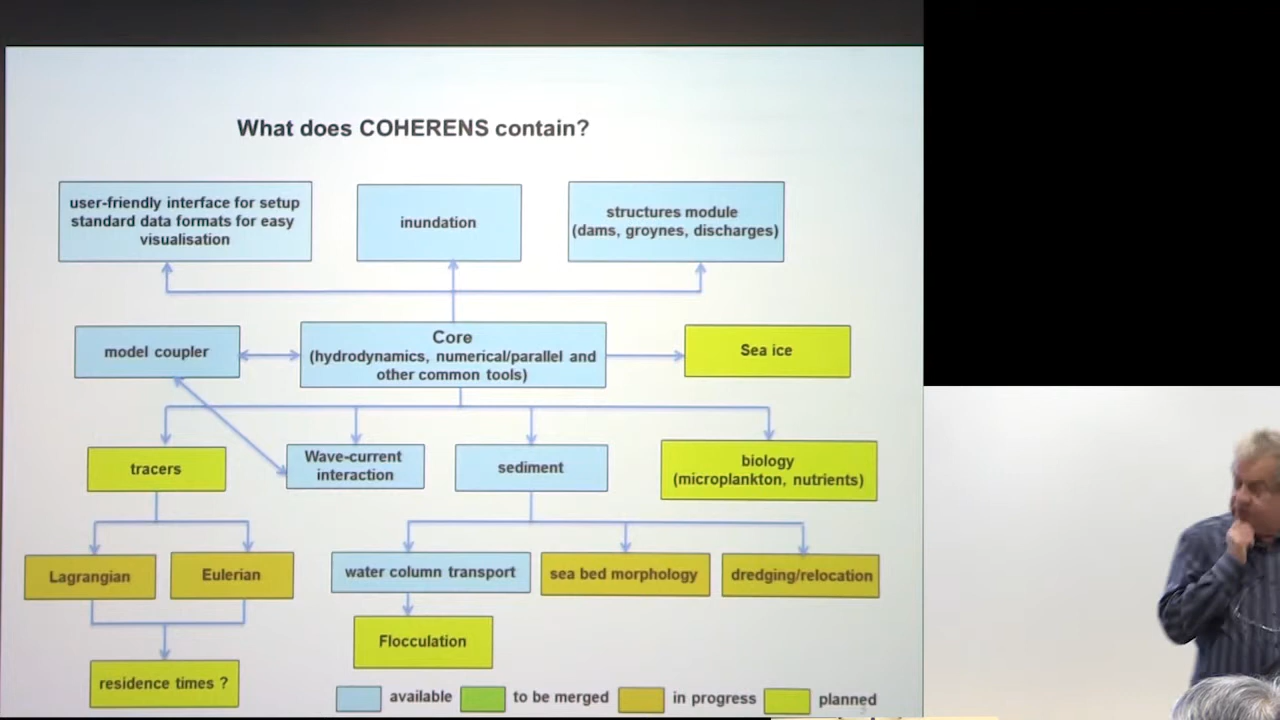 What does COHERENS contain?
user-friendly interface for setup
standard data formats for easy
visualisation
inundation
structures module
(dams, groynes, discharges)
model coupler
Core
(hydrodynamics, numerical/parallel and
other common tools)
Sea ice
tracers
Wave-current
interaction
sediment
biology
(microplankton, nutrients)
Lagrangian
Eulerian
water column transport
sea bed morphology
dredging/relocation
Flocculation
residence times ?
available
to be merged
in progress
planned